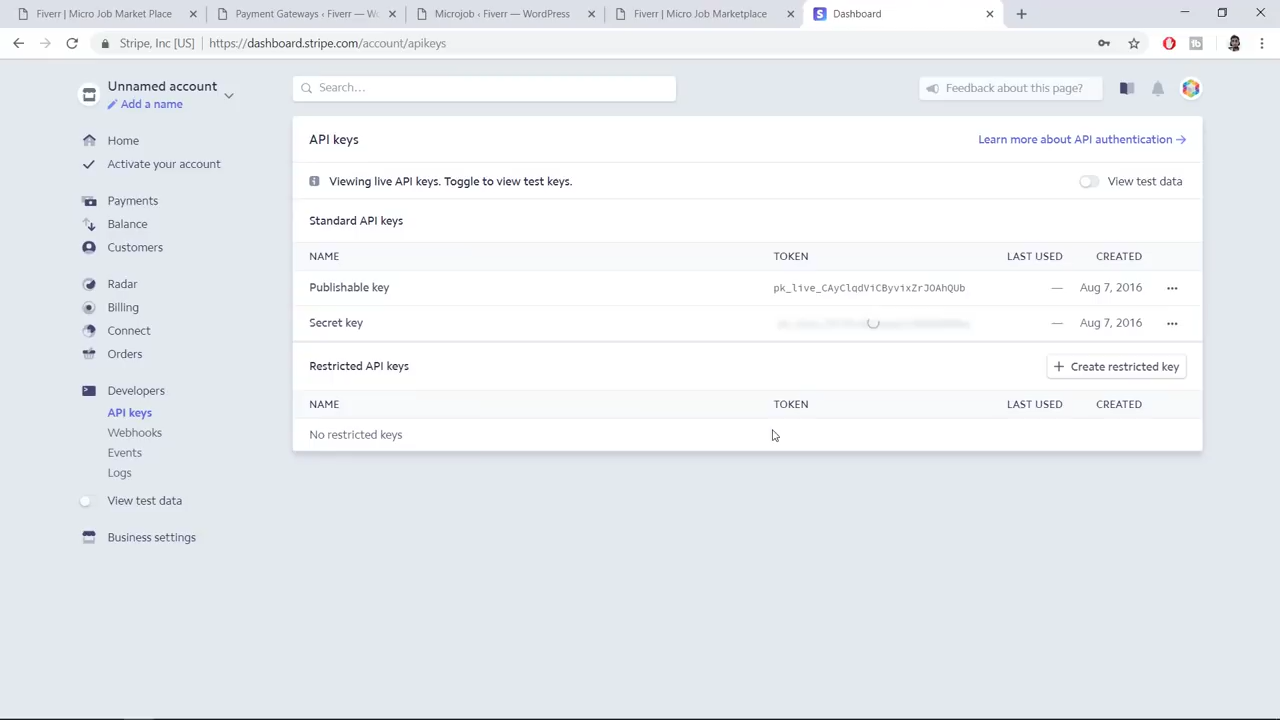 Fiverr | Micro Job Market Place
Payment Gateways ‹ Fiverr — W
Microjob ‹ Fiverr — WordPress
Fiverr | Micro Job Marketplace
Dashboard
Stripe, Inc [US] | https://dashboard.stripe.com/account/apikeys
Unnamed account
Add a name
Search...
Feedback about this page?
Home
Activate your account
Payments
Balance
Customers
Radar
Billing
Connect
Orders
Developers
API keys
Webhooks
Events
Logs
View test data
Business settings
API keys
Learn more about API authentication →
Viewing live API keys. Toggle to view test keys.
View test data
Standard API keys
NAME TOKEN LAST USED CREATED
Publishable key pk_live_CAyClqdViCByvixZrJOAhQUb — Aug 7, 2016 •••
Secret key — Aug 7, 2016 •••
Restricted API keys
+ Create restricted key
NAME TOKEN LAST USED CREATED
No restricted keys